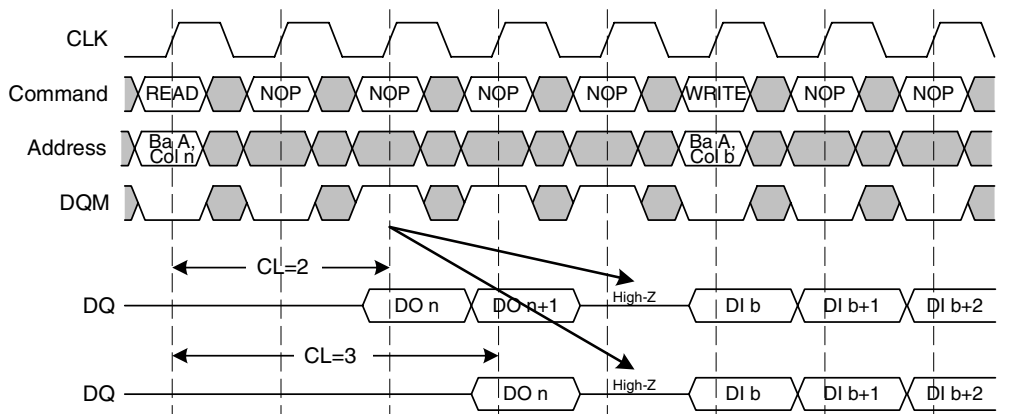 CLK
Command READ NOP NOP NOP NOP WRITE NOP NOP
Address Ba A, Ba A,
Col n Col b
DQM
CL=2
DQ DO n DO n+1 High-Z DI b DI b+1 DI b+2
CL=3
DQ DO n High-Z DI b DI b+1 DI b+2